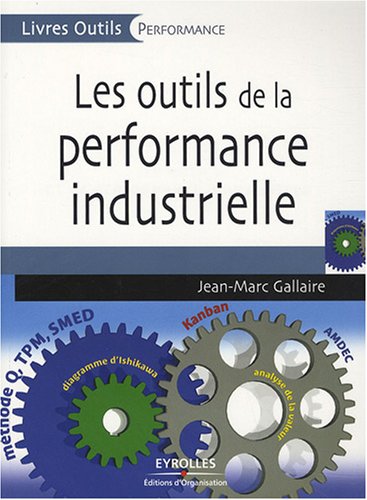 Livres Outils PERFORMANCE
Les outils de la
performance
industrielle
SMED
Jean-Marc Gallaire
méthode Q, TPM, SMED
diagramme d'Ishikawa
Kanban
AMDEC
analyse de la valeur
EYROLLES
Éditions d'Organisation